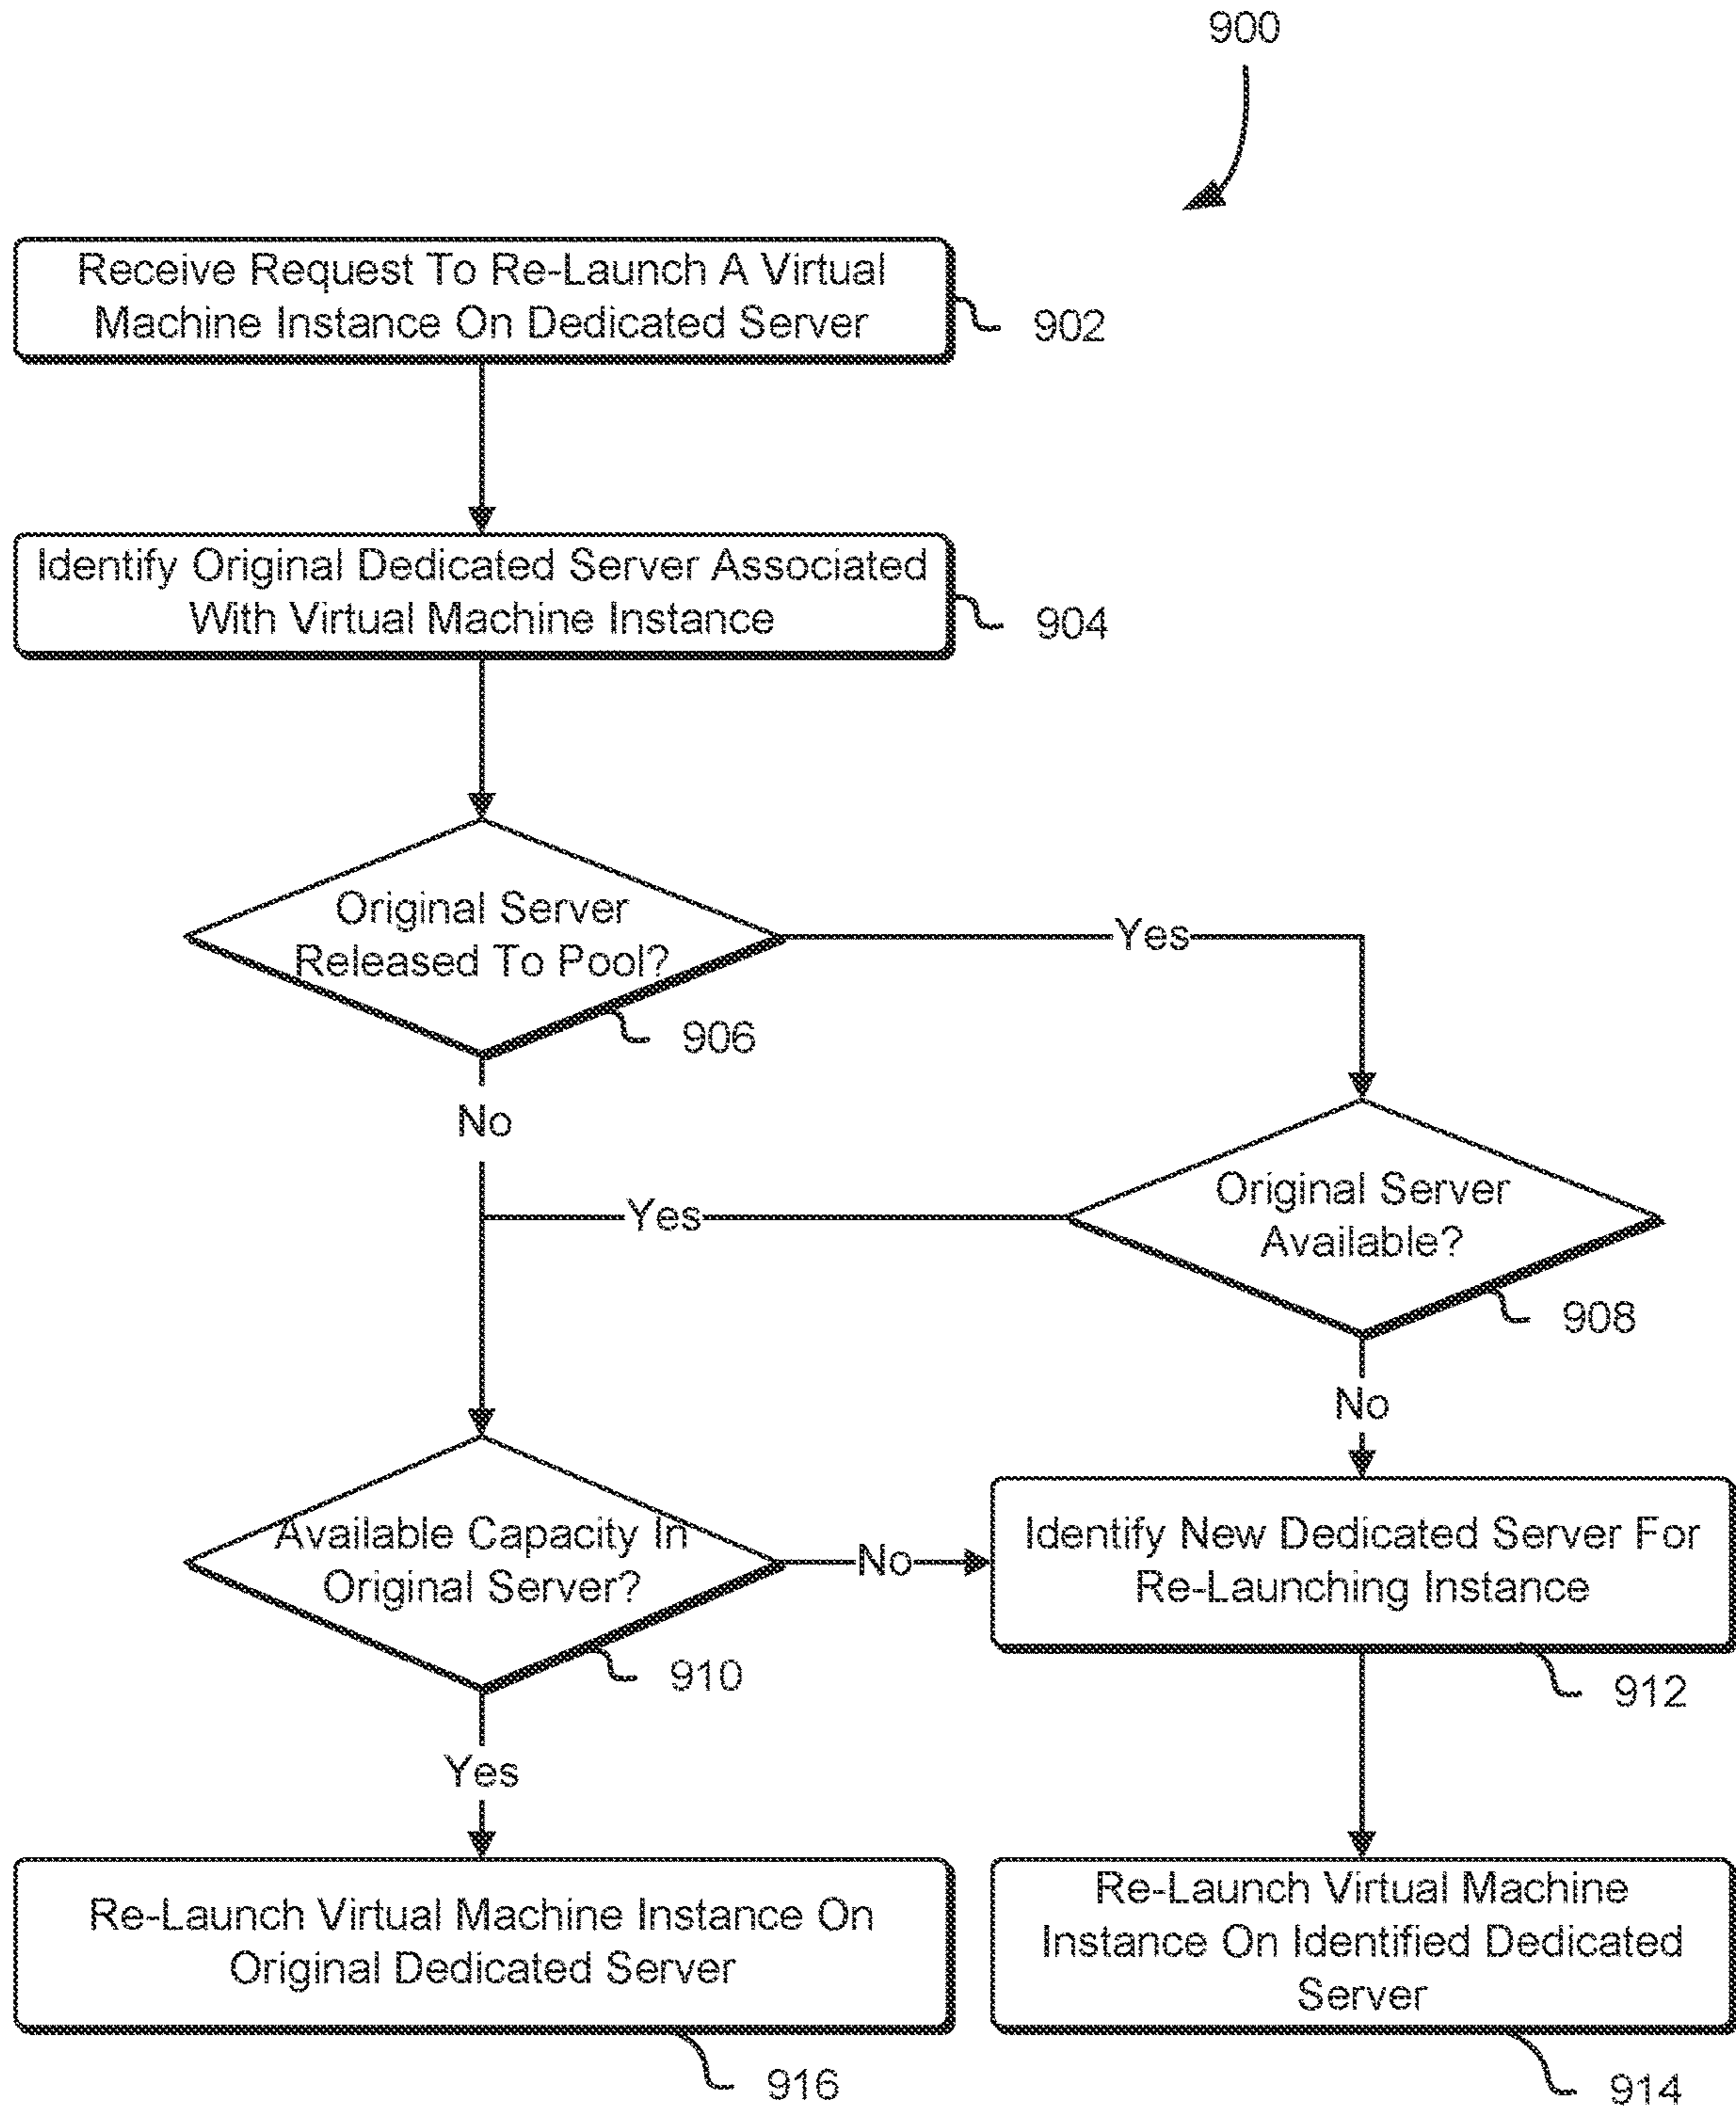 900
Receive Request To Re-Launch A Virtual
Machine Instance On Dedicated Server
902
Identify Original Dedicated Server Associated
With Virtual Machine Instance
904
Original Server
Released To Pool?
Yes
906
No
Original Server
Available?
Yes
908
No
Available Capacity In
Original Server?
No
Identify New Dedicated Server For
Re-Launching Instance
910
912
Yes
Re-Launch Virtual Machine Instance On
Original Dedicated Server
Re-Launch Virtual Machine
Instance On Identified Dedicated
Server
916
914